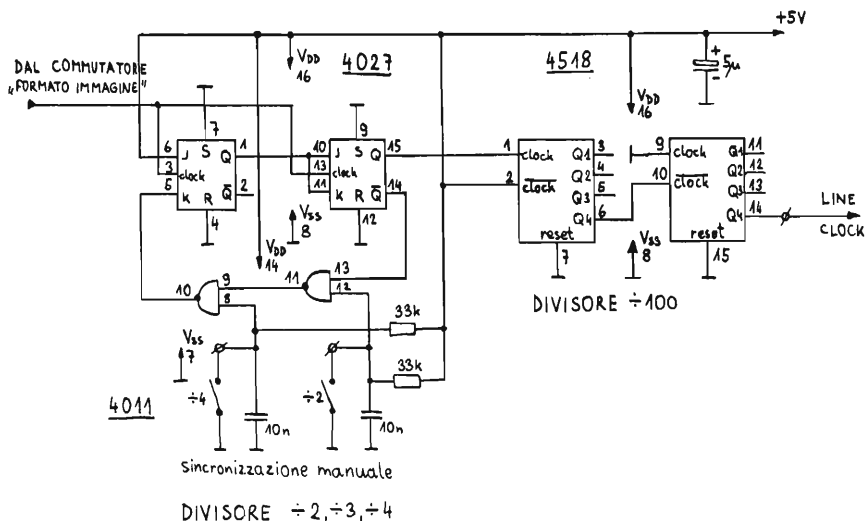 +5V
4027
4518
+
5µ
-
VDD
16
VDD
16
DAL COMMUTATORE
"FORMATO IMMAGINE"
7
6 J S Q 1
3 clock
5 K R Q̅ 2
4
9
10 J S Q 15
13 clock
11 K R Q̅ 14
12
VSS
8
VDD
14
1 clock Q1 3
Q2 4
2 c̅l̅o̅c̅k̅ Q3 5
Q4 6
reset
7
9 clock Q1 11
Q2 12
10 c̅l̅o̅c̅k̅ Q3 13
Q4 14
reset
15
VSS
8
LINE
CLOCK
DIVISORE ÷100
10 9
8
11 13
12
33k
33k
VSS
7
4011
÷4
10n
÷2
10n
sincronizzazione manuale
DIVISORE ÷2,÷3,÷4